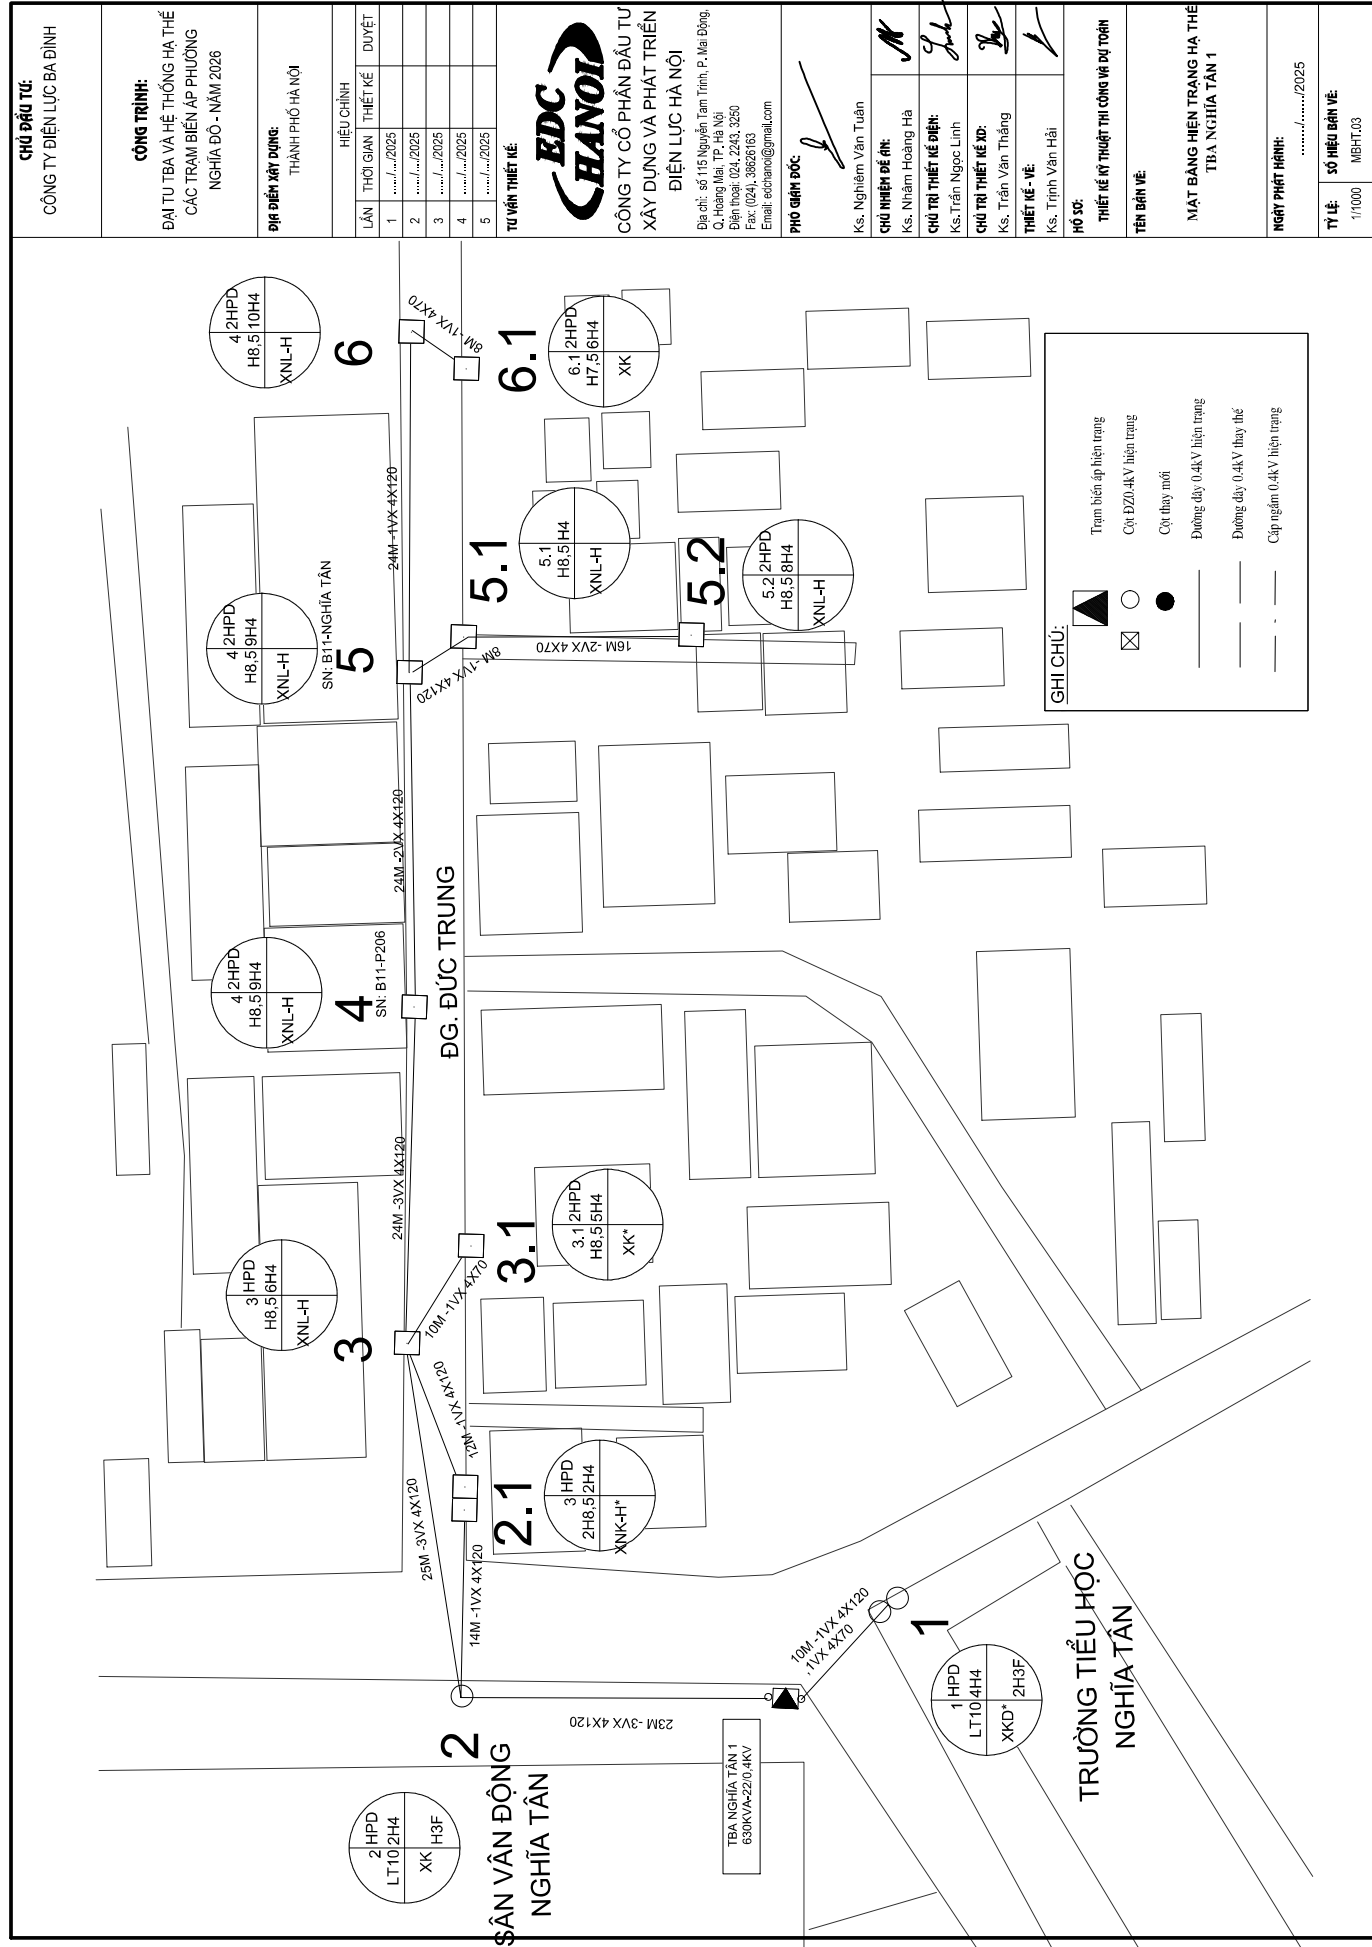 CHỦ ĐẦU TƯ:
CÔNG TY ĐIỆN LỰC BA ĐÌNH
CÔNG TRÌNH:
ĐẠI TU TBA VÀ HỆ THỐNG HẠ THẾ
CÁC TRẠM BIẾN ÁP PHƯỜNG
NGHĨA ĐÔ - NĂM 2026
ĐỊA ĐIỂM XÂY DỰNG:
THÀNH PHỐ HÀ NỘI
HIỆU CHỈNH
LẦN THỜI GIAN THIẾT KẾ DUYỆT
1 ...../..../2025
2 ...../..../2025
3 ...../..../2025
4 ...../..../2025
5 ...../..../2025
TƯ VẤN THIẾT KẾ:
EDC
HANOI
CÔNG TY CỔ PHẦN ĐẦU TƯ
XÂY DỰNG VÀ PHÁT TRIỂN
ĐIỆN LỰC HÀ NỘI
Địa chỉ: số 115 Nguyễn Tam Trinh, P. Mai Động,
Q. Hoàng Mai, TP. Hà Nội
Điện thoại: 024. 2243. 3250
Fax: (024). 38626163
Email: edchanoi@gmail.com
PHÓ GIÁM ĐỐC:
Ks. Nghiêm Văn Tuân
CHỦ NHIỆM ĐỀ ÁN:
Ks. Nhâm Hoàng Hà
CHỦ TRÌ THIẾT KẾ ĐIỆN:
Ks.Trần Ngọc Linh
CHỦ TRÌ THIẾT KẾ XD:
Ks. Trần Văn Thắng
THIẾT KẾ - VẼ:
Ks. Trịnh Văn Hải
HỒ SƠ:
THIẾT KẾ KỸ THUẬT THI CÔNG VÀ DỰ TOÁN
TÊN BẢN VẼ:
MẶT BẰNG HIỆN TRẠNG HẠ THẾ
TBA NGHĨA TÂN 1
NGÀY PHÁT HÀNH:
......../........../2025
TỶ LỆ:
1/1000
SỐ HIỆU BẢN VẼ:
MBHT.03
4 2HPD
H8,5 10H4
XNL-H
6
8M -1VX 4X70
6.1
6.1 2HPD
H7,5 6H4
XK
24M -1VX 4X120
4 2HPD
H8,5 9H4
XNL-H
SN: B11-NGHĨA TÂN
5
8M -1VX 4X120
5.1
5.1
H8,5 H4
XNL-H
16M -2VX 4X70
5.2
5.2 2HPD
H8,5 8H4
XNL-H
24M -2VX 4X120
4 2HPD
H8,5 9H4
XNL-H
4
SN: B11-P206
ĐG. ĐỨC TRUNG
24M -3VX 4X120
3 HPD
H8,5 6H4
XNL-H
3
10M -1VX 4X70
3.1
3.1 2HPD
H8,5 5H4
XK*
12M -1VX 4X120
25M -3VX 4X120
14M -1VX 4X120
2.1
3 HPD
2H8,5 2H4
XNK-H*
2
2 HPD
LT10 2H4
XK H3F
SÂN VẬN ĐỘNG
NGHĨA TÂN
23M -3VX 4X120
TBA NGHĨA TÂN 1
630KVA-22/0,4KV
10M -1VX 4X120
,1VX 4X70
1
1 HPD
LT10 4H4
XKD* 2H3F
TRƯỜNG TIỂU HỌC
NGHĨA TÂN
GHI CHÚ:
Trạm biến áp hiện trạng
Cột ĐZ0.4kV hiện trạng
Cột thay mới
Đường dây 0.4kV hiện trạng
Đường dây 0.4kV thay thế
Cáp ngầm 0.4kV hiện trạng